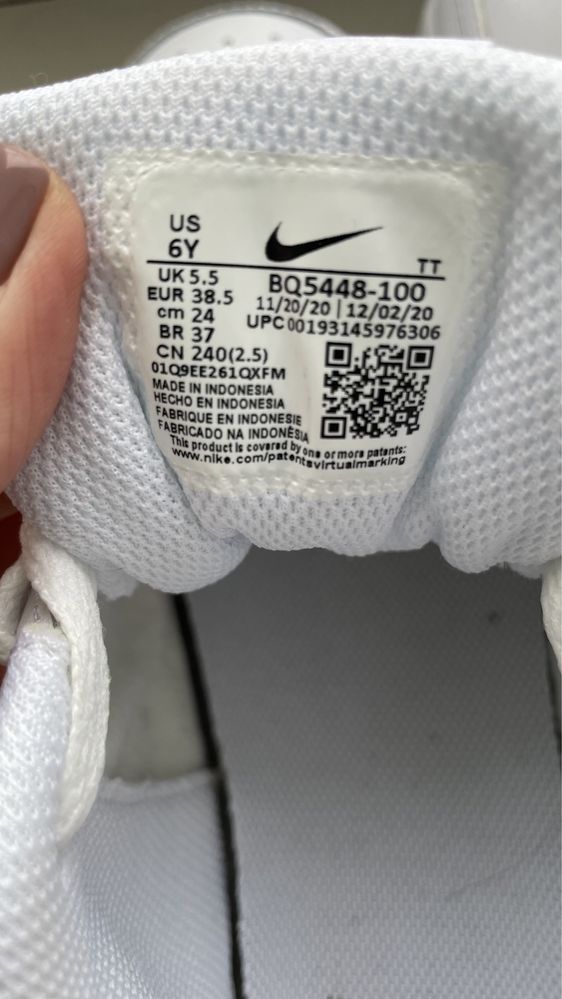 US
6Y
TT
UK 5.5
EUR 38.5
cm 24
BR 37
CN 240(2.5)
BQ5448-100
11/20/20 | 12/02/20
UPC 00193145976306
01Q9EE261QXFM
MADE IN INDONESIA
HECHO EN INDONESIA
FABRIQUE EN INDONESIE
FABRICADO NA INDONÉSIA
This product is covered by one or more patents:
www.nike.com/patentsvirtualmarking